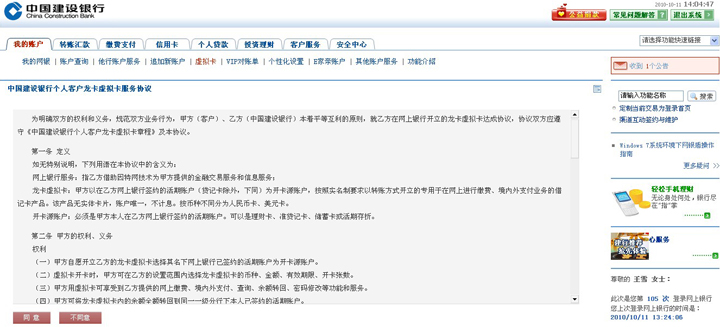 中国建设银行
China Construction Bank
2010-10-11 14:04:47
公益捐款 常见问题解答 退出系统
我的账户 转账汇款 缴费支付 信用卡 个人贷款 投资理财 客户服务 安全中心
请选择功能快速链接
我的网银 | 账户查询 | 他行账户服务 | 追加新账户 | 虚拟卡 | VIP对账单 | 个性化设置 | E家亲账户 | 其他账户服务 | 功能介绍
收到 1个公告
中国建设银行个人客户龙卡虚拟卡服务协议
请输入功能名称 搜索
定制当前交易为登录首页
渠道互动签约与维护
为明确双方的权利和义务，规范双方业务行为，甲方（客户）、乙方（中国建设银行）本着平等互利的原则，就乙方在网上银行开立的龙卡虚拟卡达成协议，协议双方应遵
守《中国建设银行个人客户龙卡虚拟卡章程》及本协议。
第一条 定义
如无特别说明，下列用语在本协议中的含义为：
网上银行服务：指乙方借助因特网技术为甲方提供的金融交易服务和信息服务；
龙卡虚拟卡：甲方以在乙方网上银行签约的活期账户（贷记卡除外，下同）为开卡源账户，按照实名制要求以转账方式开立的专用于在网上进行缴费、境内外支付业务的借
记卡产品。该产品无实体卡片，账户唯一，不计息。按币种不同分为人民币卡、美元卡。
开卡源账户：必须是甲方本人在乙方网上银行签约的活期账户。可以是理财卡、准贷记卡、储蓄卡或活期存折。
第二条 甲方的权利、义务
权利
（一）甲方自愿开立乙方的龙卡虚拟卡选择其名下网上银行已签约的活期账户为开卡源账户。
（二）虚拟卡开卡时，甲方可在乙方的设置范围内选择龙卡虚拟卡的币种、金额、有效期限、开卡张数。
（三）甲方用虚拟卡可享受到乙方提供的网上缴费、境内外支付、查询、余额转回、密码修改等功能和服务。
（四）甲方可将龙卡虚拟卡内的余额全额转回到同一一级分行下本人已签约的活期账户。
同 意 不同意
Windows 7系统环境下网银插操作
指南
更多疑问
轻松手机理财
无论身处何处，银行尽
在"指"掌
心服务
尊敬的 王雪 女士：
此次是您第 105 次 登录网上银行
您上次登录网上银行的时间是：
2010/10/11 13:24:06